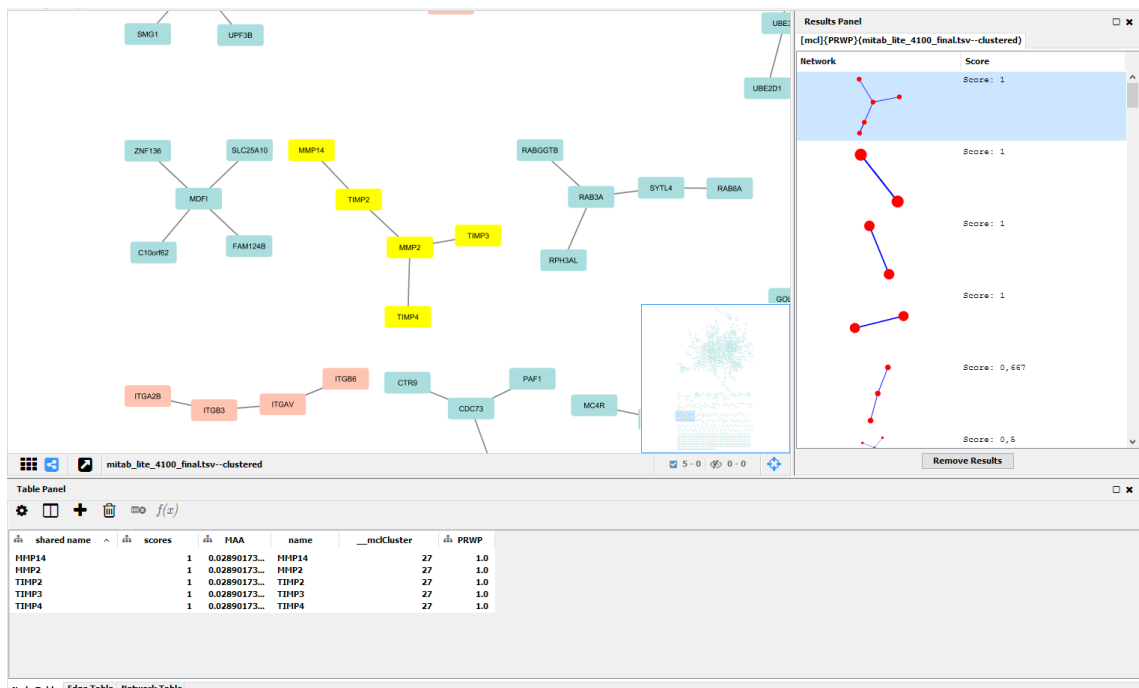 SMG1
UPF3B
UBE2D1
ZNF136
SLC25A10
MMP14
RABGGTB
MDFI
TIMP2
RAB3A
SYTL4
RAB8A
C10orf62
FAM124B
MMP2
TIMP3
RPH3AL
TIMP4
ITGA2B
ITGB3
ITGAV
ITGB6
CTR9
PAF1
CDC73
MC4R
mitab_lite_4100_final.tsv--clustered
5 - 0
0 - 0
Results Panel
[mcl]{PRWP}(mitab_lite_4100_final.tsv--clustered)
Network Score
Score: 1
Score: 1
Score: 1
Score: 1
Score: 0,667
Score: 0,5
Remove Results
Table Panel
f(x)
shared name scores MAA name __mclCluster PRWP
MMP14 1 0.02890173... MMP14 27 1.0
MMP2 1 0.02890173... MMP2 27 1.0
TIMP2 1 0.02890173... TIMP2 27 1.0
TIMP3 1 0.02890173... TIMP3 27 1.0
TIMP4 1 0.02890173... TIMP4 27 1.0
Edge Table Network Table